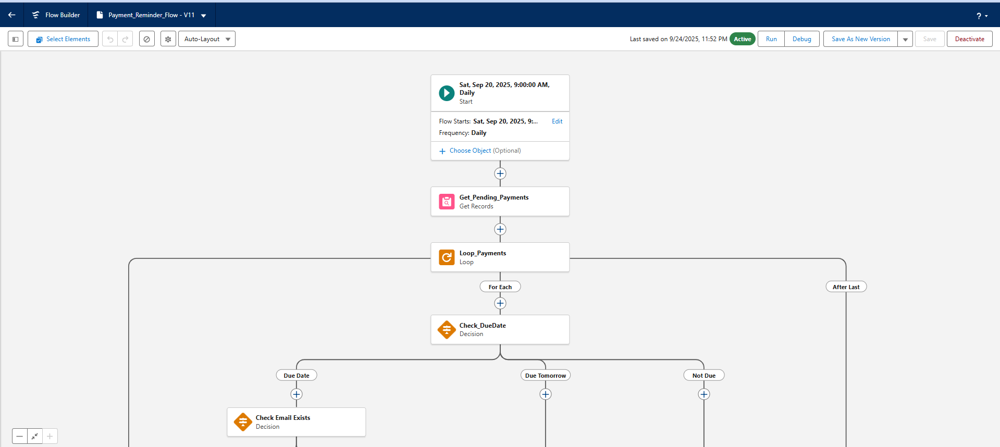 Flow Builder
Payment_Reminder_Flow - V11
?
Select Elements
Auto-Layout
Last saved on 9/24/2025, 11:52 PM
Active
Run
Debug
Save As New Version
Save
Deactivate
Sat, Sep 20, 2025, 9:00:00 AM,
Daily
Start
Flow Starts: Sat, Sep 20, 2025, 9:...
Edit
Frequency: Daily
Choose Object (Optional)
Get_Pending_Payments
Get Records
Loop_Payments
Loop
For Each
After Last
Check_DueDate
Decision
Due Date
Due Tomorrow
Not Due
Check Email Exists
Decision